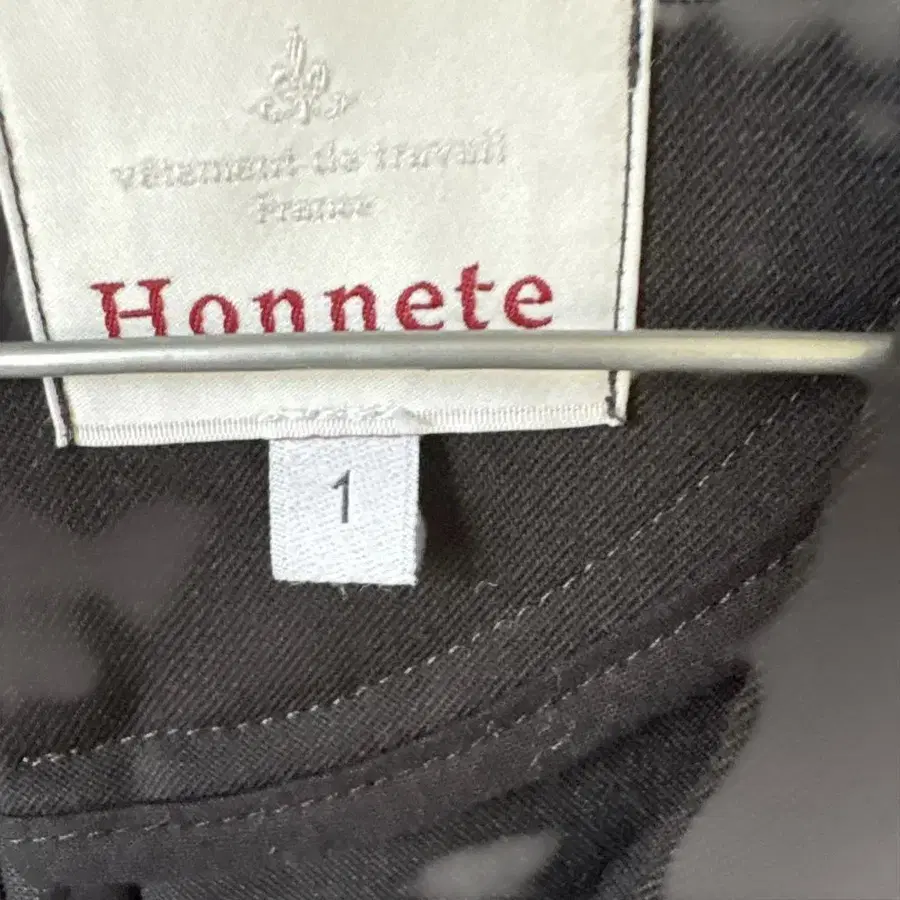 vêtement de travail
France
Honnete
1